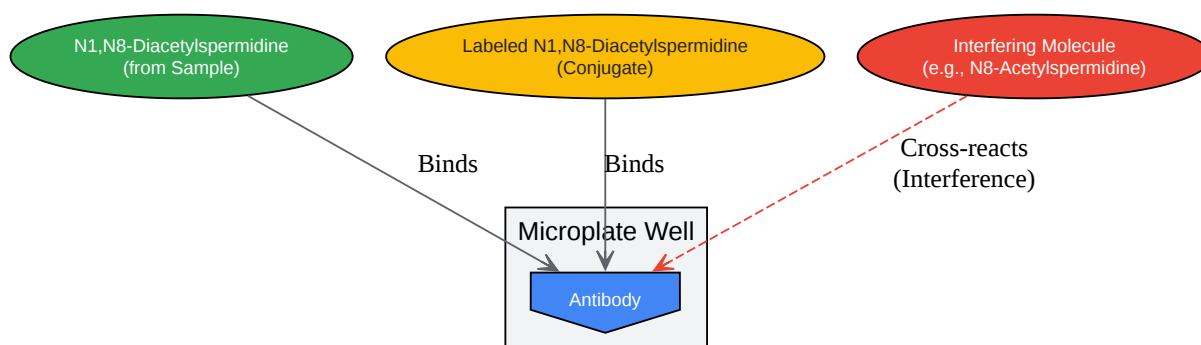 N1,N8-Diacetylspermidine
(from Sample)
Labeled N1,N8-Diacetylspermidine
(Conjugate)
Interfering Molecule
(e.g., N8-Acetylspermidine)
Binds
Binds
Cross-reacts
(Interference)
Microplate Well
Antibody